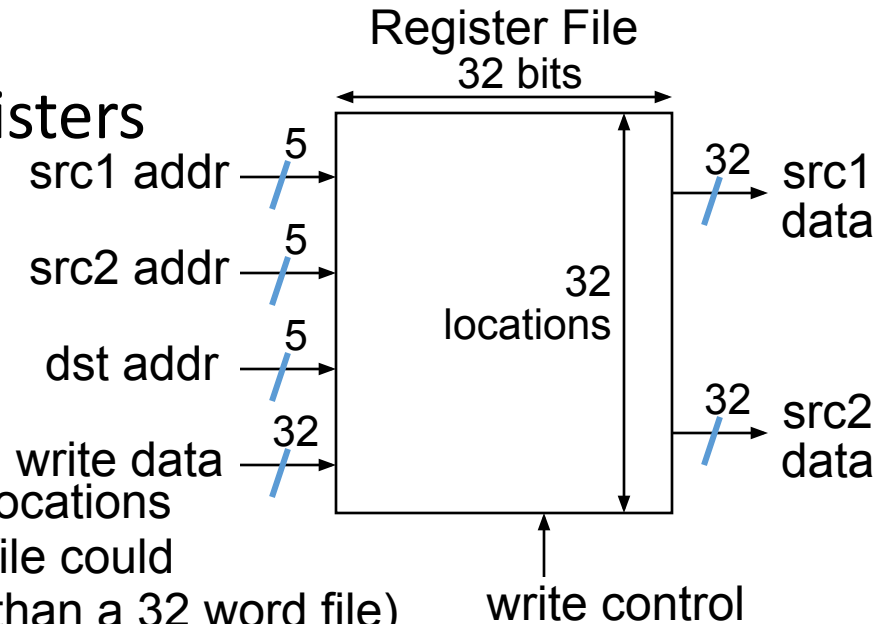 Register File
32 bits
isters
5
src1 addr
32
src1
data
5
src2 addr
32
locations
5
dst addr
32
src2
data
32
write data
ocations
ile could
than a 32 word file)
write control